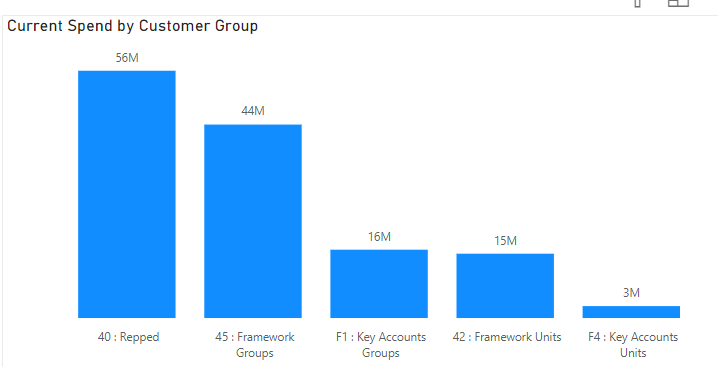 Current Spend by Customer Group
56M
44M
16M
15M
3M
40 : Repped
45 : Framework
Groups
F1 : Key Accounts
Groups
42 : Framework Units
F4 : Key Accounts
Units